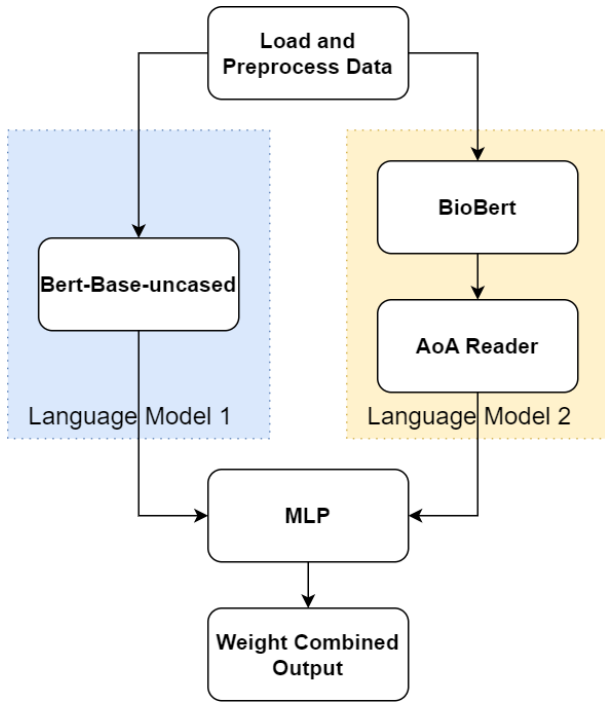 Load and
Preprocess Data
BioBert
Bert-Base-uncased
AoA Reader
Language Model 1
Language Model 2
MLP
Weight Combined
Output